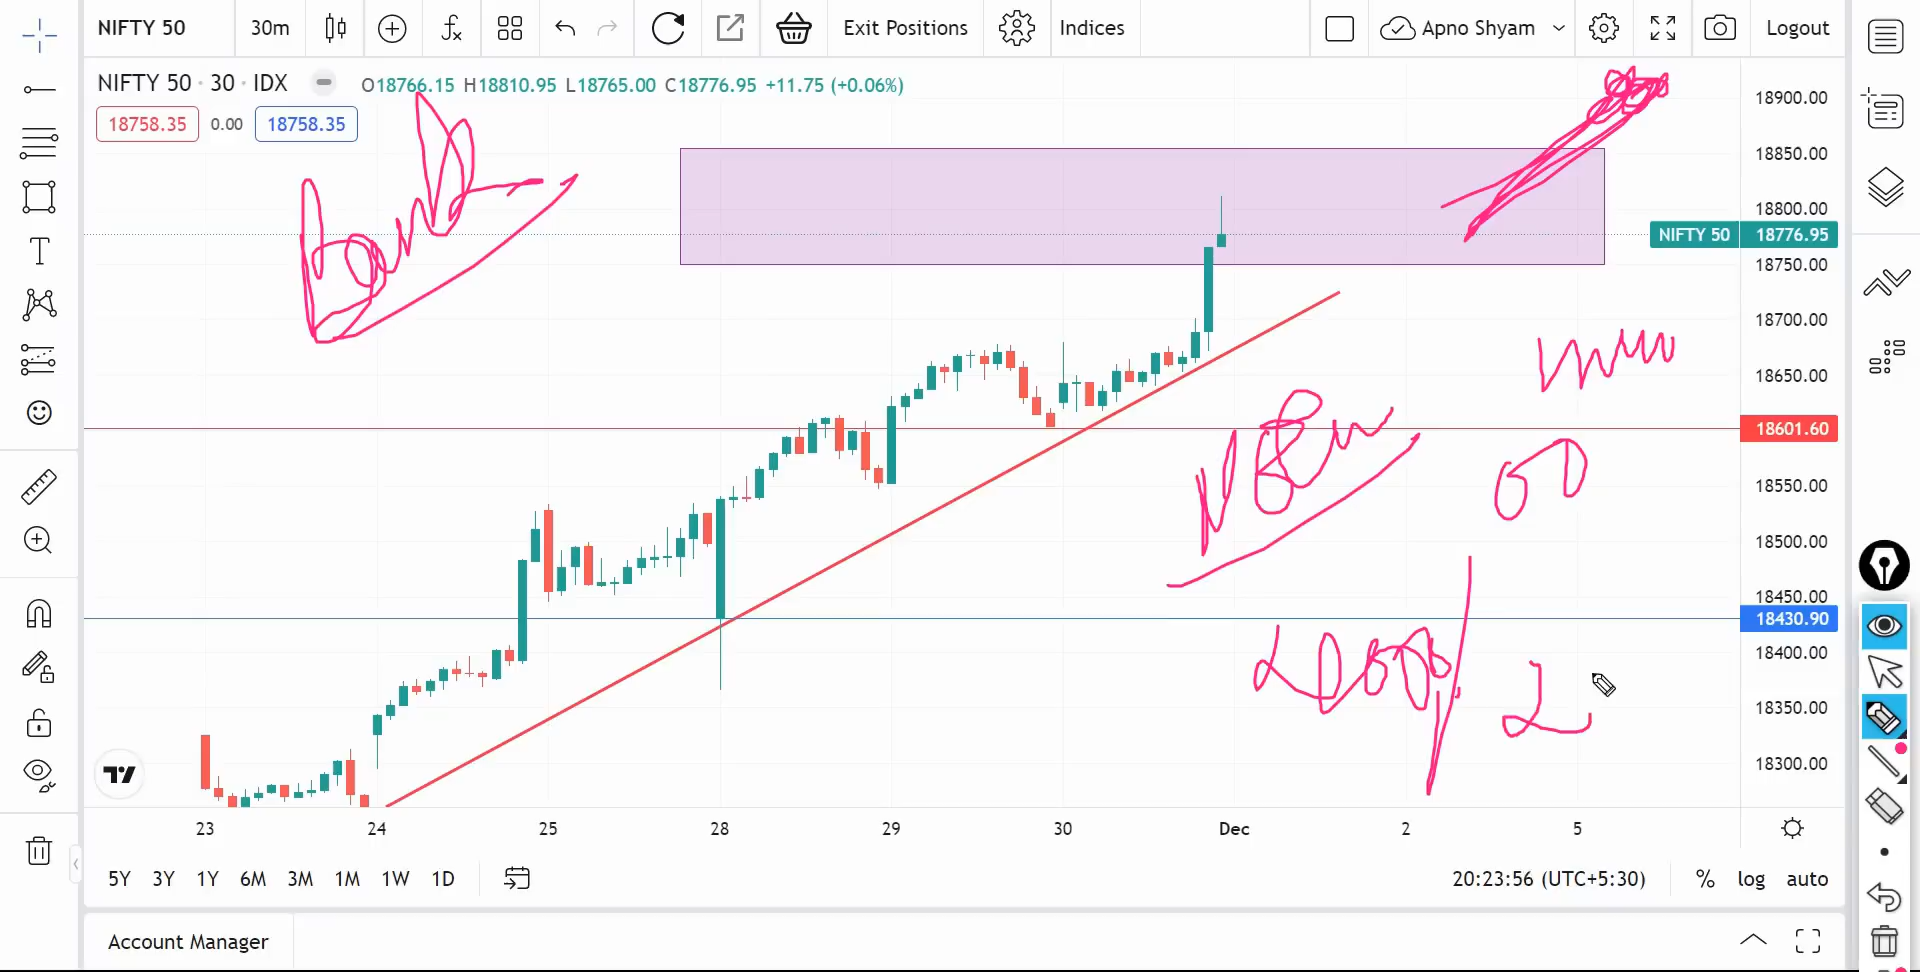 NIFTY 50 30m Exit Positions Indices Apno Shyam Logout
NIFTY 50 · 30 · IDX O18766.15 H18810.95 L18765.00 C18776.95 +11.75 (+0.06%)
18758.35 0.00 18758.35
Bank
18900.00
18850.00
18800.00
NIFTY 50 18776.95
18750.00
18700.00
18650.00
18601.60
18550.00
18500.00
18450.00
18430.90
18400.00
18350.00
18300.00
23 24 25 28 29 30 Dec 2 5
5Y 3Y 1Y 6M 3M 1M 1W 1D 20:23:56 (UTC+5:30) % log auto
Account Manager